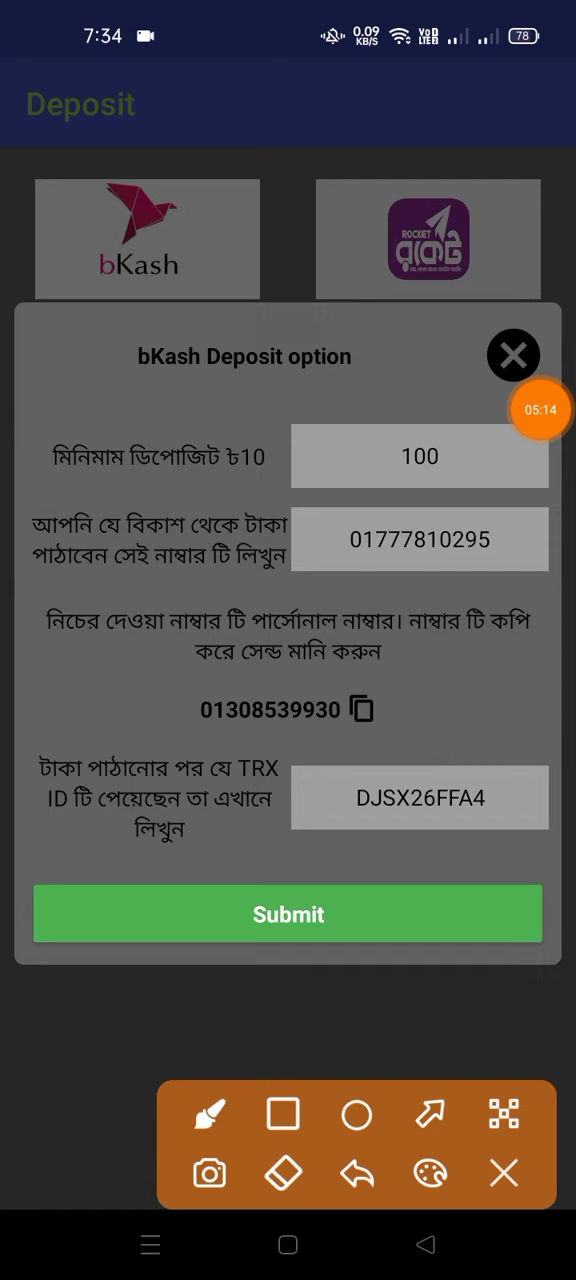 7:34
0.09
KB/S
Vo
LTE 2
78
Deposit
bKash
ROCKET
রকেট
bKash Deposit option
05:14
মিনিমাম ডিপোজিট ৳10
100
আপনি যে বিকাশ থেকে টাকা
পাঠাবেন সেই নাম্বার টি লিখুন
01777810295
নিচের দেওয়া নাম্বার টি পার্সোনাল নাম্বার। নাম্বার টি কপি
করে সেন্ড মানি করুন
01308539930
টাকা পাঠানোর পর যে TRX
ID টি পেয়েছেন তা এখানে
লিখুন
DJSX26FFA4
Submit